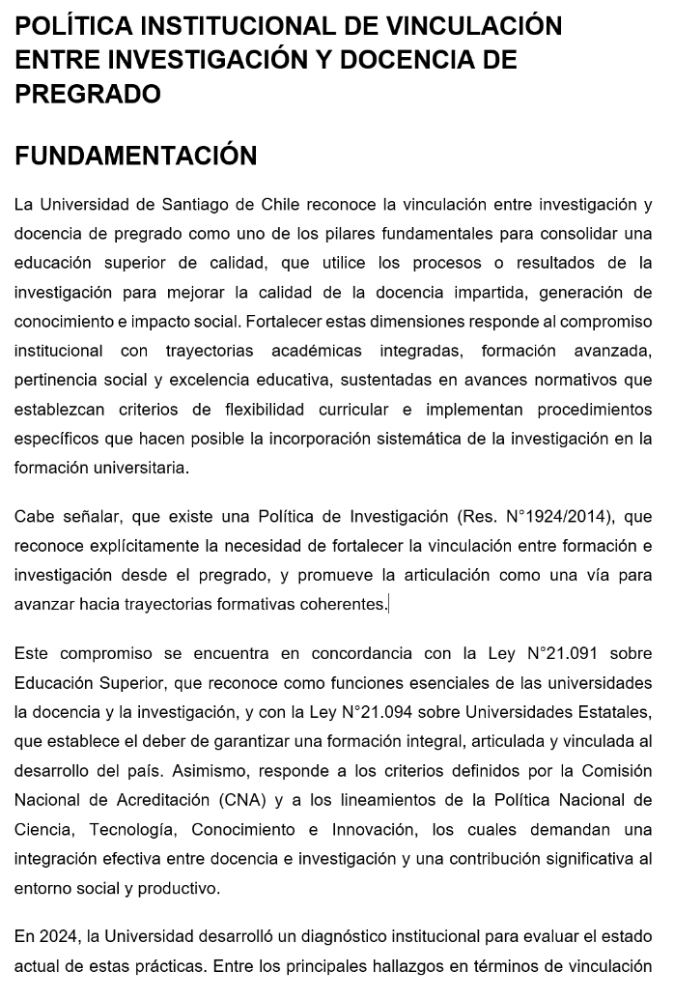 POLÍTICA INSTITUCIONAL DE VINCULACIÓN
ENTRE INVESTIGACIÓN Y DOCENCIA DE
PREGRADO
FUNDAMENTACIÓN
La Universidad de Santiago de Chile reconoce la vinculación entre investigación y
docencia de pregrado como uno de los pilares fundamentales para consolidar una
educación superior de calidad, que utilice los procesos o resultados de la
investigación para mejorar la calidad de la docencia impartida, generación de
conocimiento e impacto social. Fortalecer estas dimensiones responde al compromiso
institucional con trayectorias académicas integradas, formación avanzada,
pertinencia social y excelencia educativa, sustentadas en avances normativos que
establezcan criterios de flexibilidad curricular e implementan procedimientos
específicos que hacen posible la incorporación sistemática de la investigación en la
formación universitaria.
Cabe señalar, que existe una Política de Investigación (Res. N°1924/2014), que
reconoce explícitamente la necesidad de fortalecer la vinculación entre formación e
investigación desde el pregrado, y promueve la articulación como una vía para
avanzar hacia trayectorias formativas coherentes.
Este compromiso se encuentra en concordancia con la Ley N°21.091 sobre
Educación Superior, que reconoce como funciones esenciales de las universidades
la docencia y la investigación, y con la Ley N°21.094 sobre Universidades Estatales,
que establece el deber de garantizar una formación integral, articulada y vinculada al
desarrollo del país. Asimismo, responde a los criterios definidos por la Comisión
Nacional de Acreditación (CNA) y a los lineamientos de la Política Nacional de
Ciencia, Tecnología, Conocimiento e Innovación, los cuales demandan una
integración efectiva entre docencia e investigación y una contribución significativa al
entorno social y productivo.
En 2024, la Universidad desarrolló un diagnóstico institucional para evaluar el estado
actual de estas prácticas. Entre los principales hallazgos en términos de vinculación